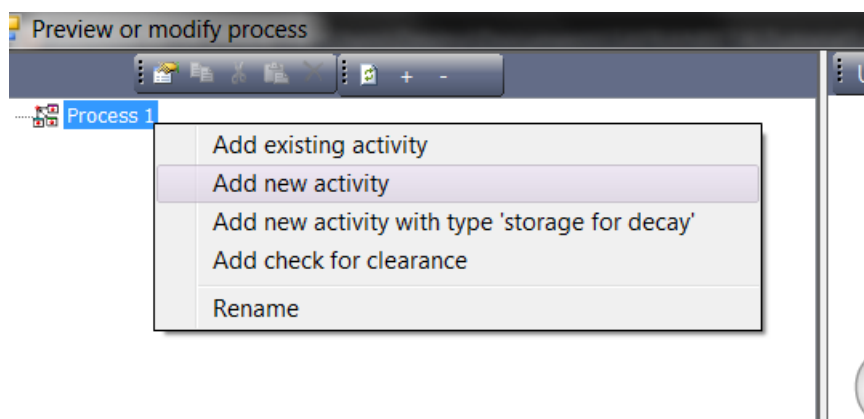 Preview or modify process
+ -
Process 1
Add existing activity
Add new activity
Add new activity with type 'storage for decay'
Add check for clearance
Rename